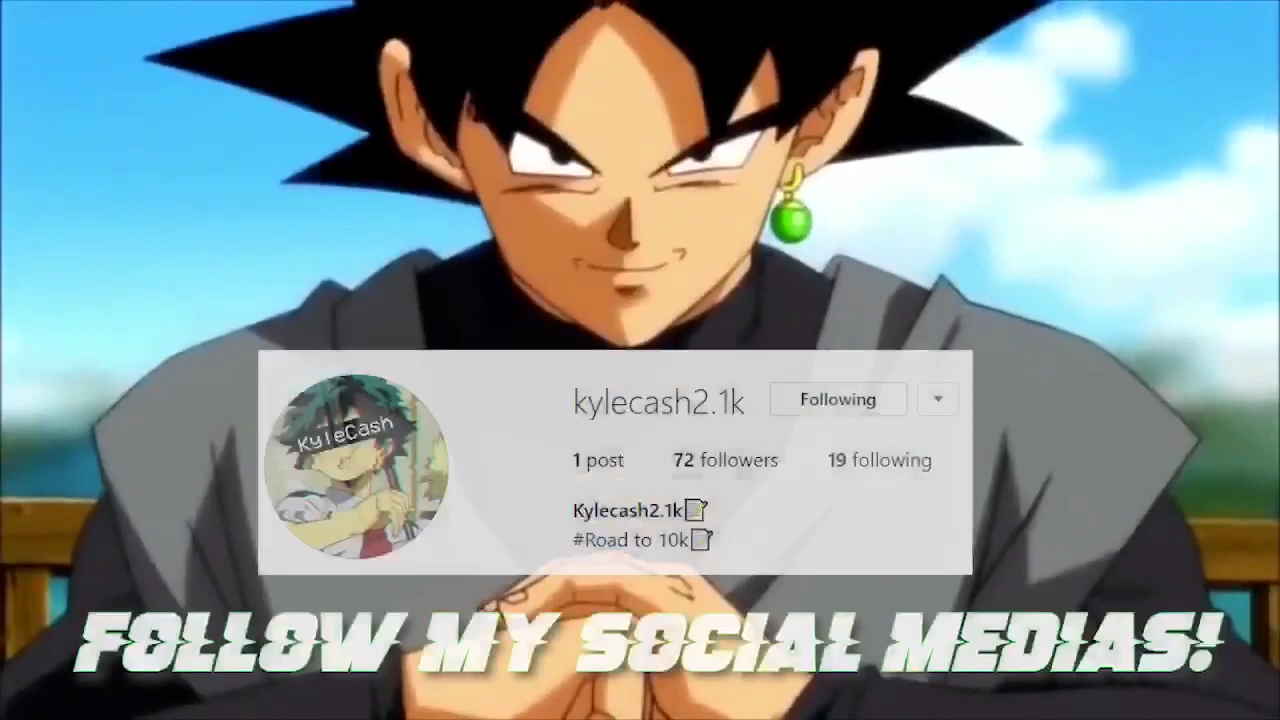 KyleCash
kylecash2.1k Following
1 post 72 followers 19 following
Kylecash2.1k📝
#Road to 10k📝
FOLLOW MY SOCIAL MEDIAS!